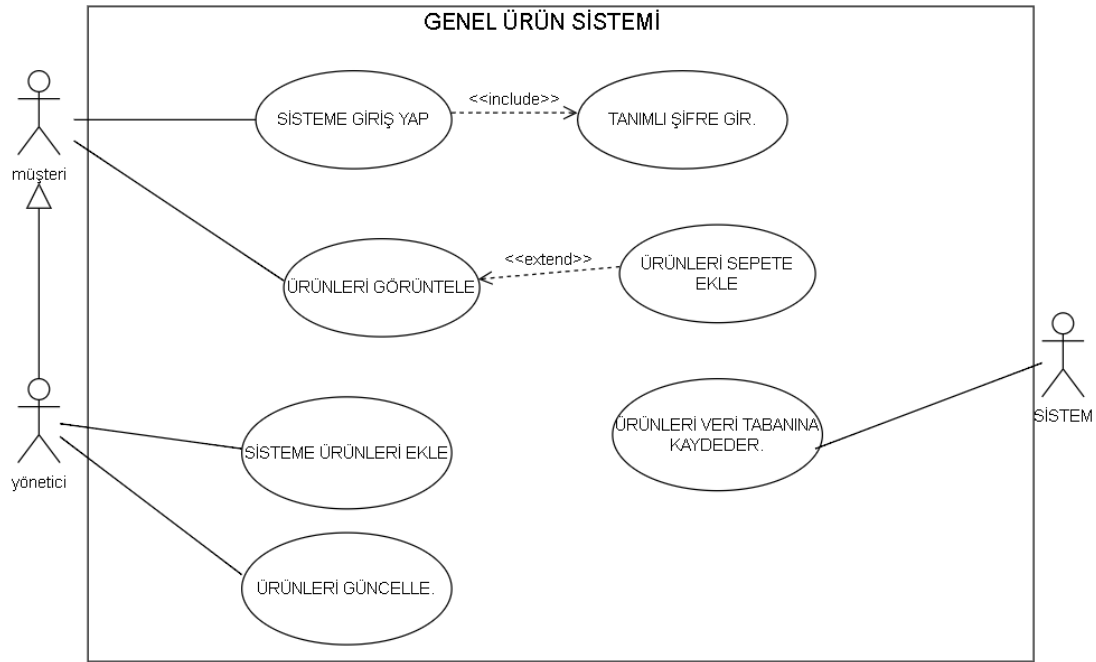 GENEL ÜRÜN SİSTEMİ
müşteri
SİSTEME GİRİŞ YAP
<<include>>
TANIMLI ŞİFRE GİR.
ÜRÜNLERİ GÖRÜNTELE
<<extend>>
ÜRÜNLERİ SEPETE
EKLE
SİSTEM
yönetici
SİSTEME ÜRÜNLERİ EKLE
ÜRÜNLERİ VERİ TABANINA
KAYDEDER.
ÜRÜNLERİ GÜNCELLE.